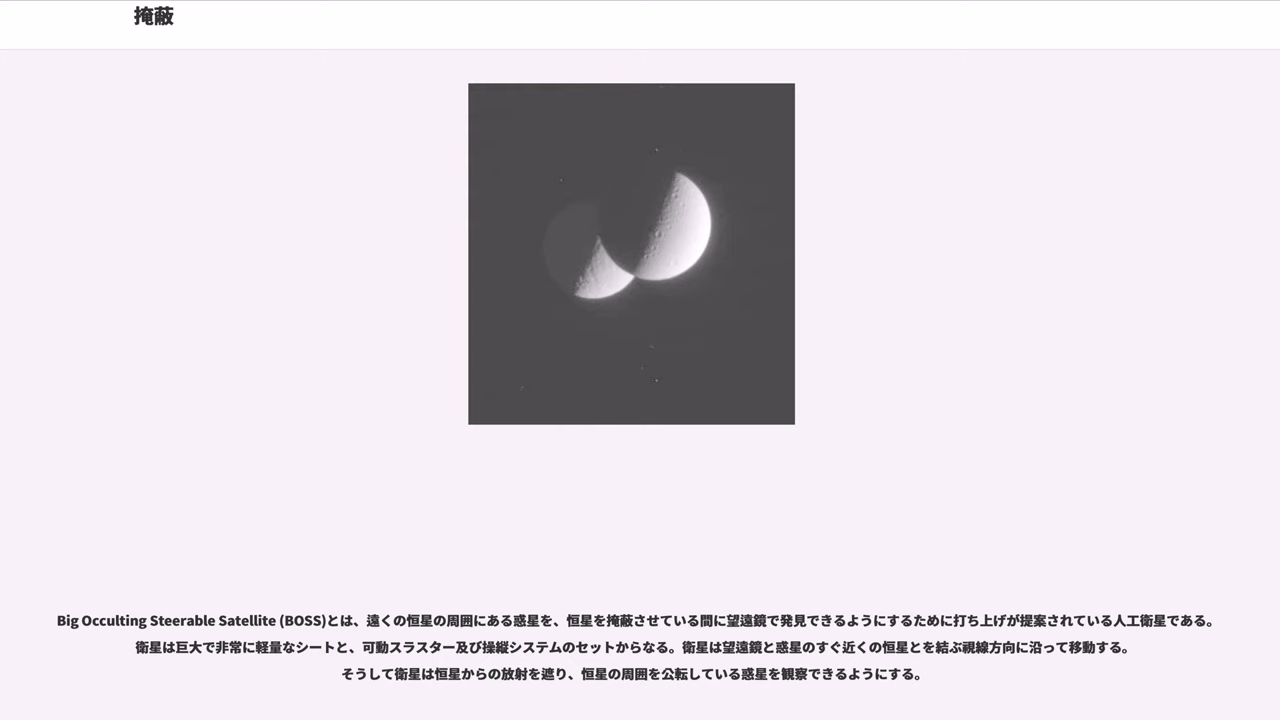 掩蔽
Big Occulting Steerable Satellite (BOSS)とは、遠くの恒星の周囲にある惑星を、恒星を掩蔽させている間に望遠鏡で発見できるようにするために打ち上げが提案されている人工衛星である。
衛星は巨大で非常に軽量なシートと、可動スラスター及び操縦システムのセットからなる。衛星は望遠鏡と惑星のすぐ近くの恒星とを結ぶ視線方向に沿って移動する。
そうして衛星は恒星からの放射を遮り、恒星の周囲を公転している惑星を観察できるようにする。